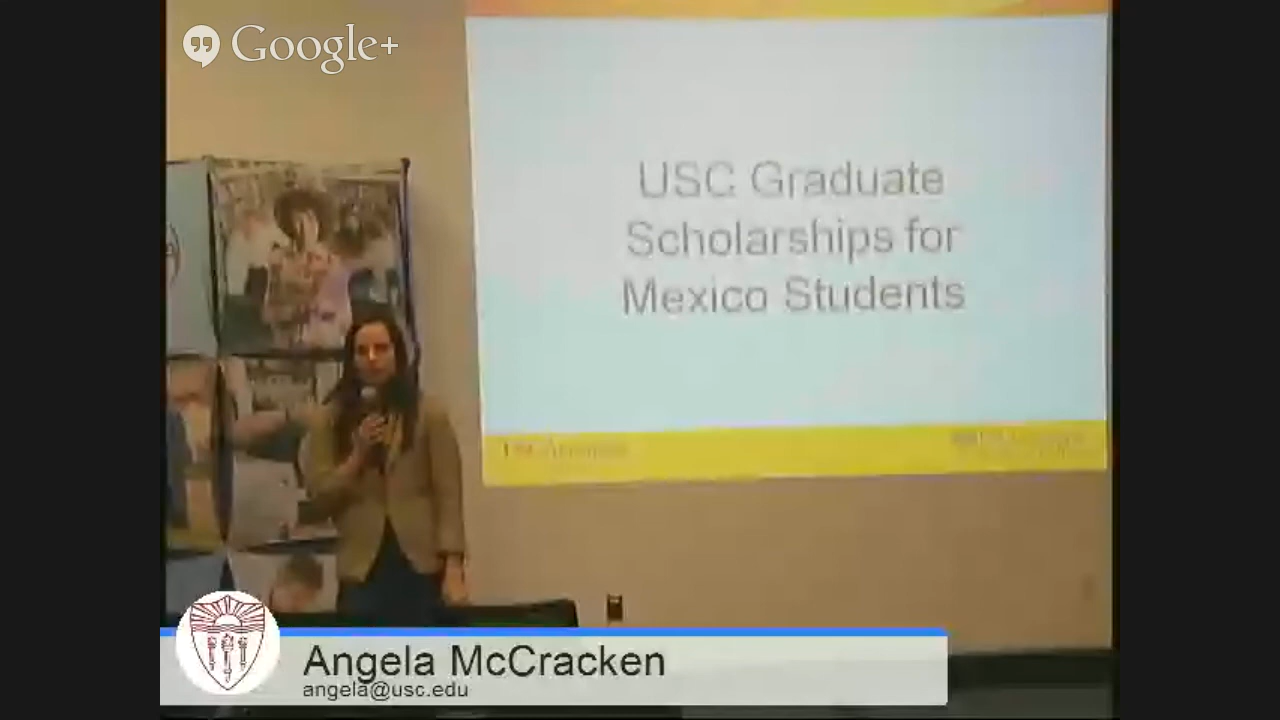 Google+
USC Graduate
Scholarships for
Mexico Students
Angela McCracken
angela@usc.edu